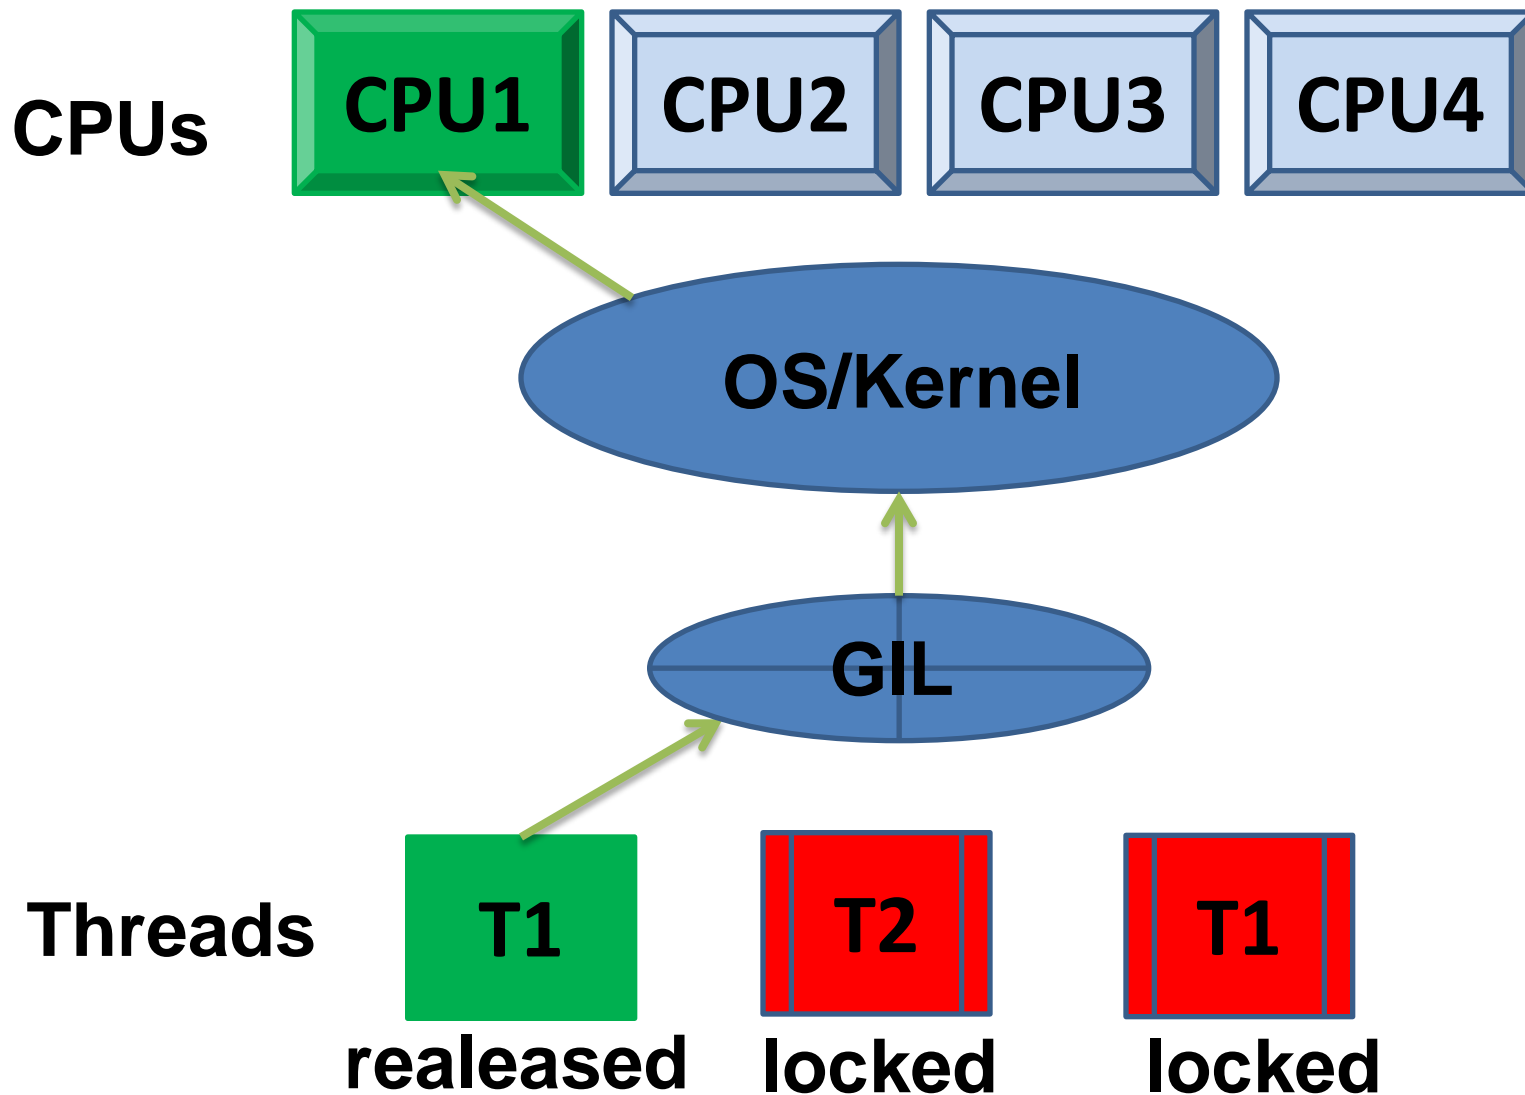 CPUs
CPU1
CPU2
CPU3
CPU4
OS/Kernel
GIL
Threads
T1
T2
T1
realeased
locked
locked